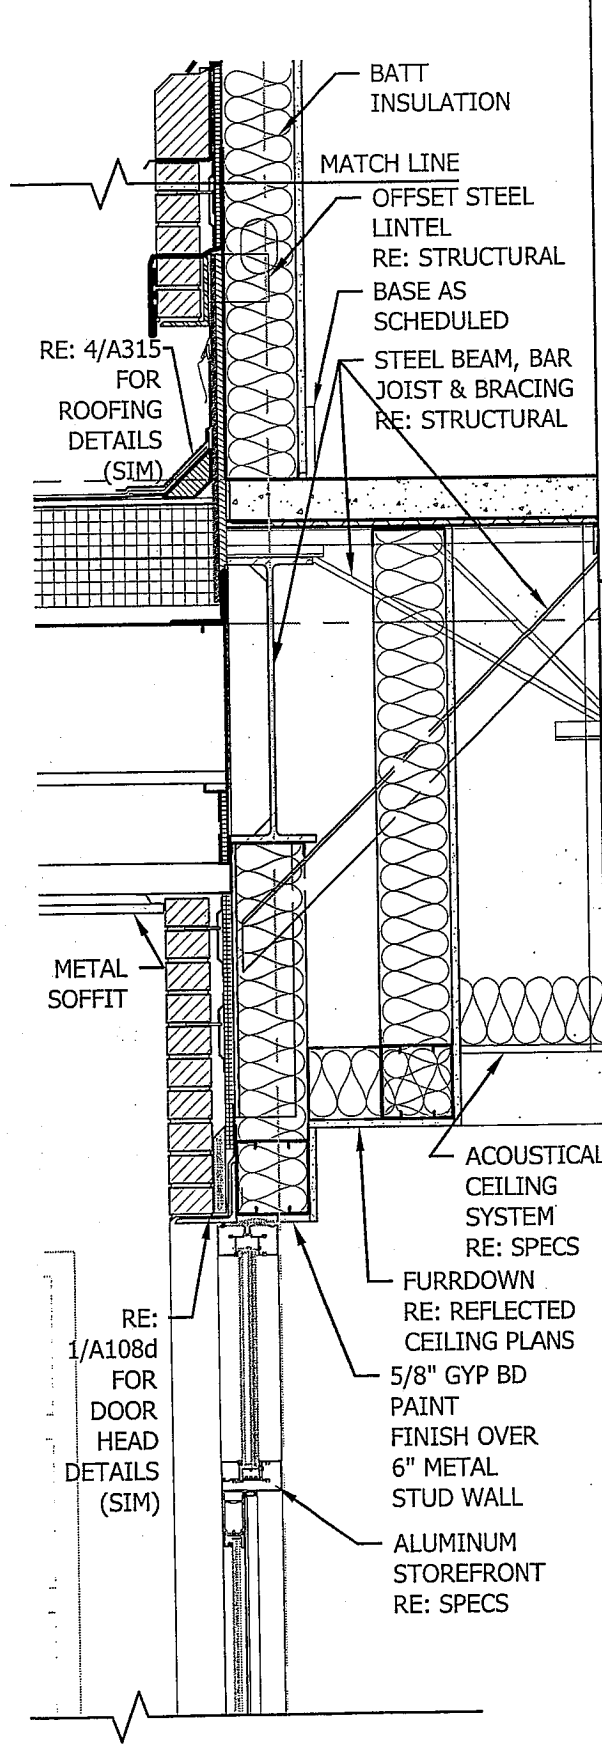 BATT
INSULATION
MATCH LINE
OFFSET STEEL
LINTEL
RE: STRUCTURAL
BASE AS
SCHEDULED
RE: 4/A315
FOR
ROOFING
DETAILS
(SIM)
STEEL BEAM, BAR
JOIST & BRACING
RE: STRUCTURAL
METAL
SOFFIT
ACOUSTICAL
CEILING
SYSTEM
RE: SPECS
FURRDOWN
RE: REFLECTED
CEILING PLANS
RE:
1/A108d
FOR
DOOR
HEAD
DETAILS
(SIM)
5/8" GYP BD
PAINT
FINISH OVER
6" METAL
STUD WALL
ALUMINUM
STOREFRONT
RE: SPECS